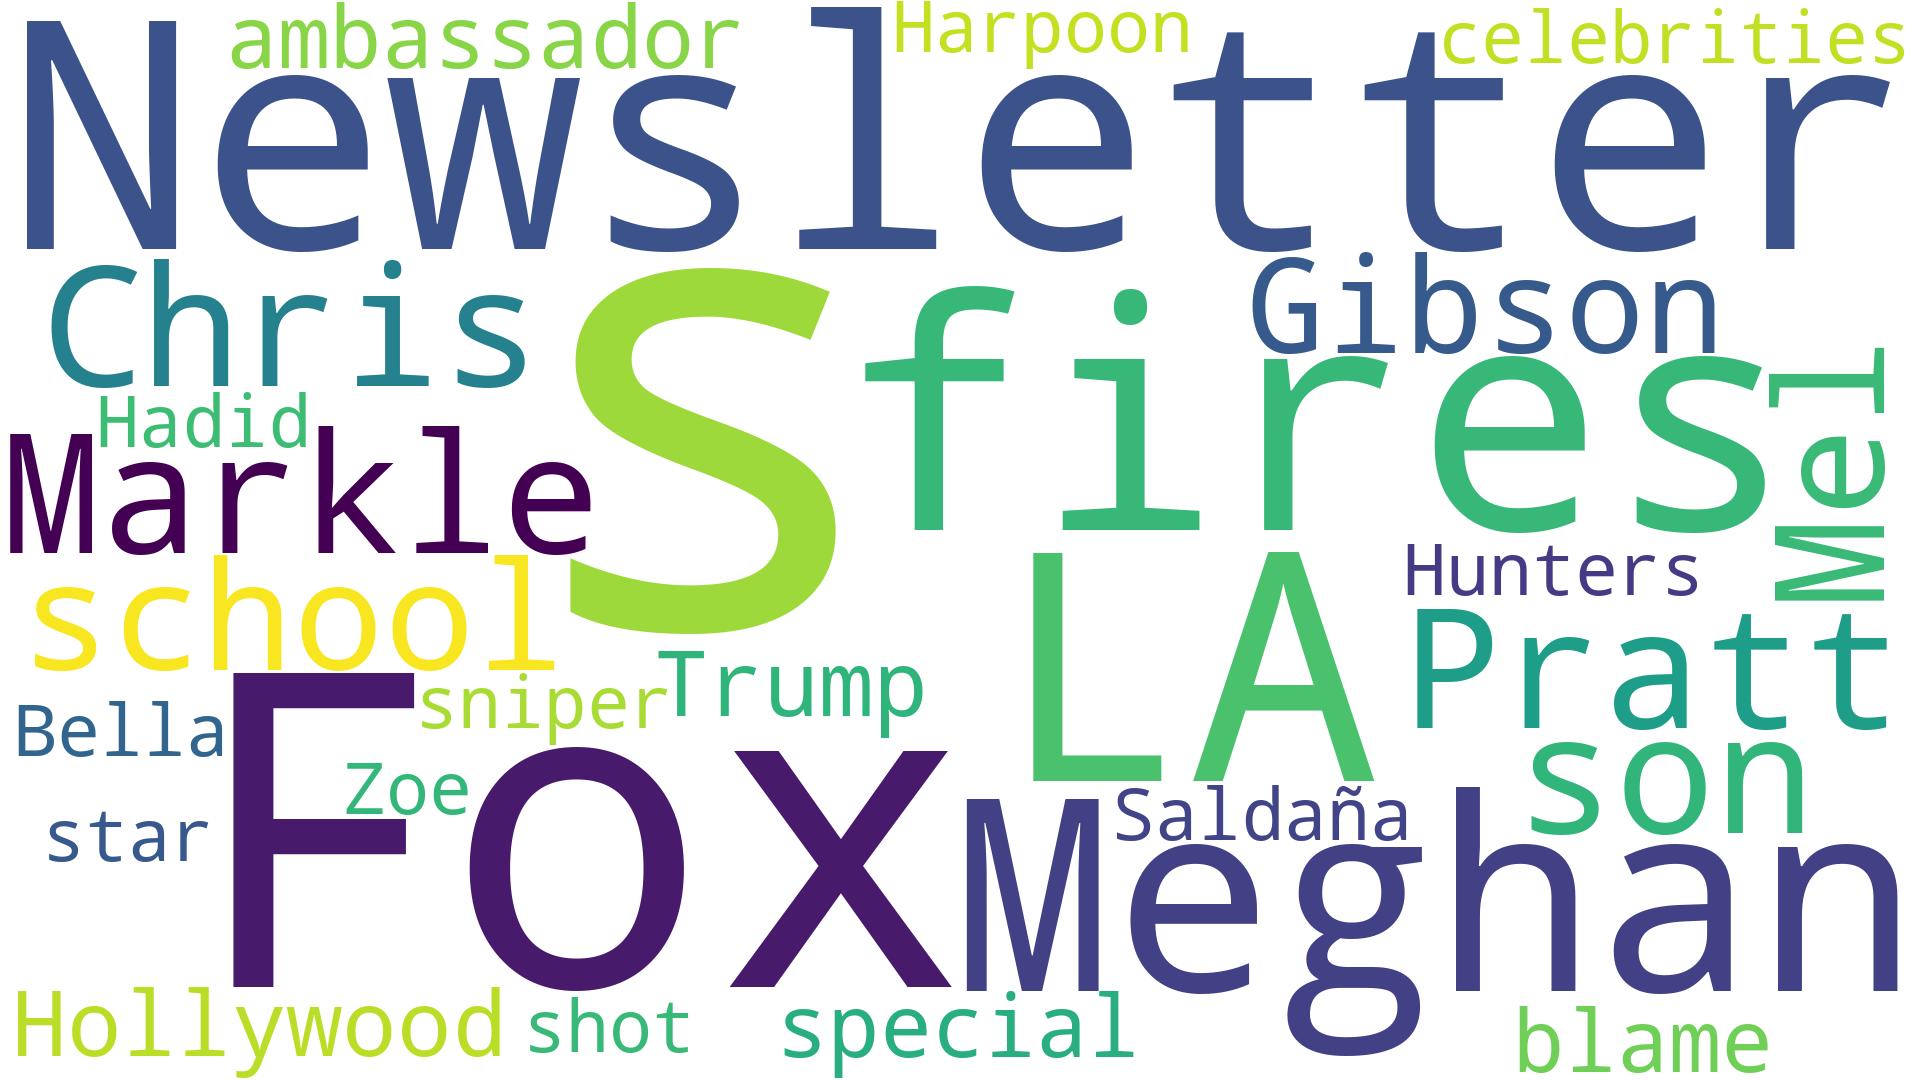 ambassador
Harpoon
celebrities
Newsletter
Chris
Gibson
S
fires
Mel
Hadid
Markle
Hunters
school
LA
Pratt
Trump
sniper
Bella
Fox
son
Zoe
Saldaña
star
Meghan
Hollywood
shot
special
blame